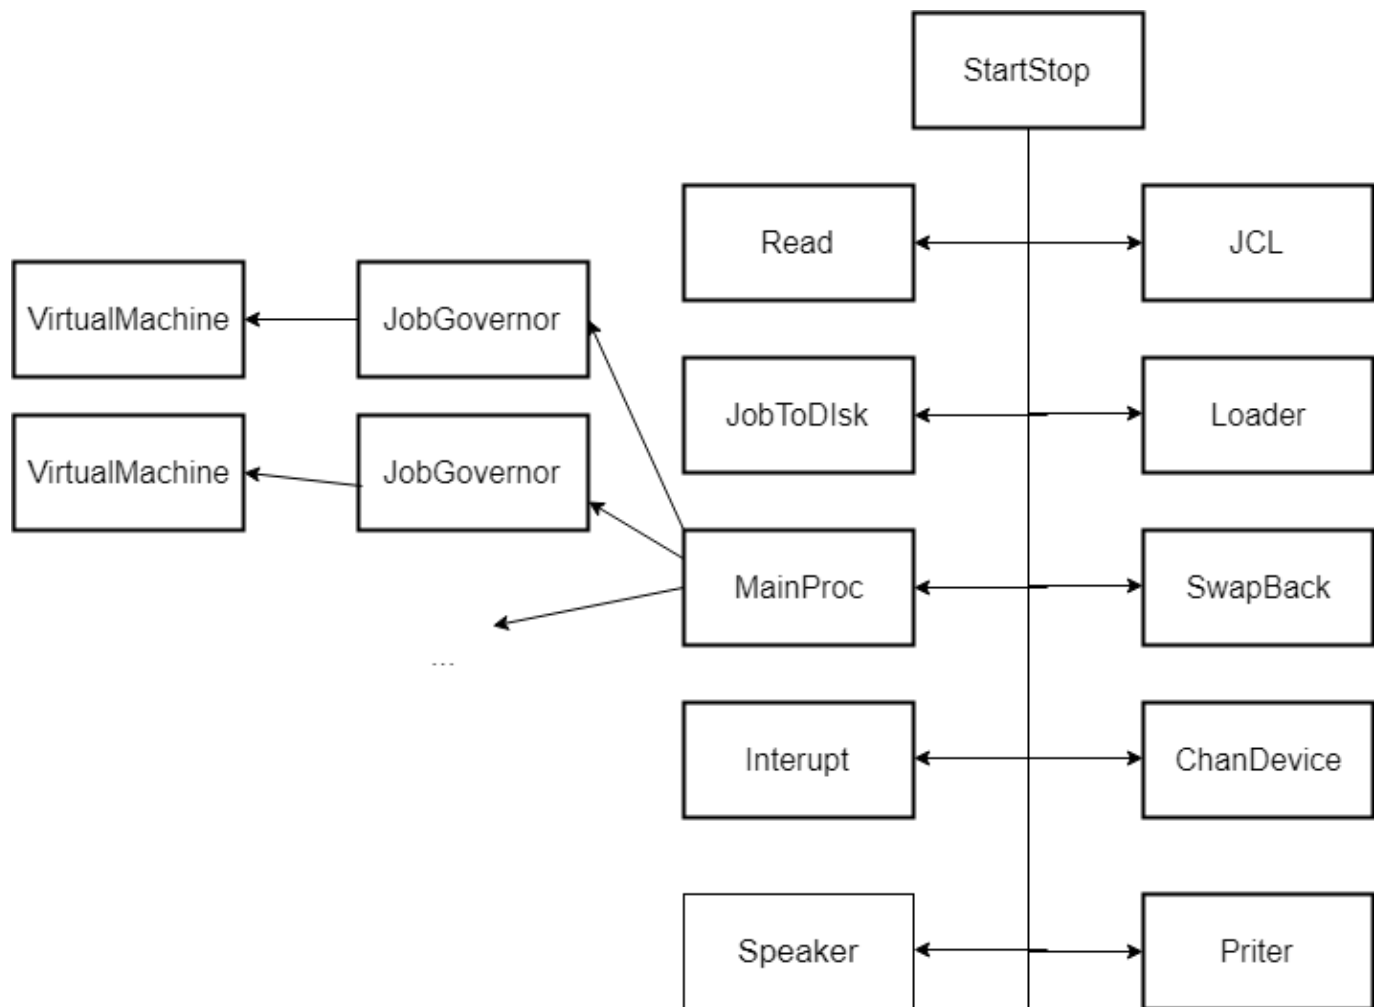 StartStop
Read
JCL
VirtualMachine
JobGovernor
JobToDIsk
Loader
VirtualMachine
JobGovernor
MainProc
SwapBack
...
Interupt
ChanDevice
Speaker
Priter